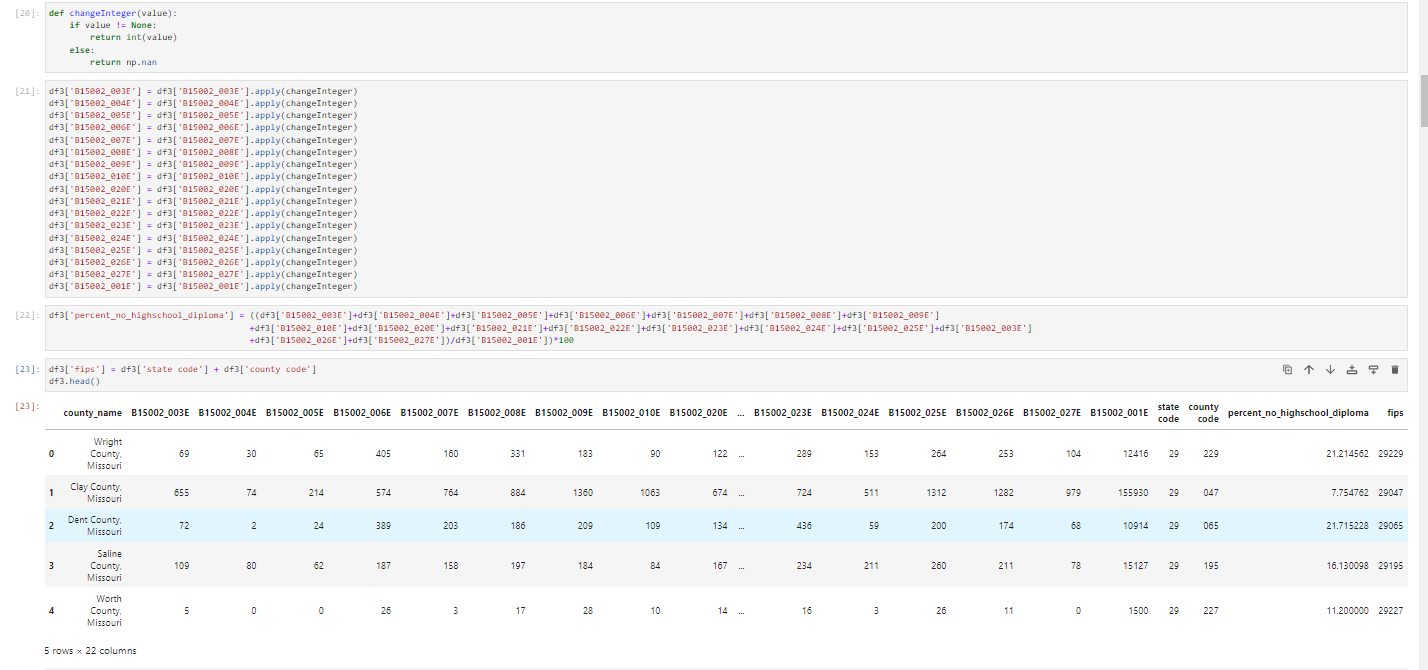 [20]: def changeInteger(value):
    if value != None:
        return int(value)
    else:
        return np.nan
[21]: df3['B15002_003E'] = df3['B15002_003E'].apply(changeInteger)
df3['B15002_004E'] = df3['B15002_004E'].apply(changeInteger)
df3['B15002_005E'] = df3['B15002_005E'].apply(changeInteger)
df3['B15002_006E'] = df3['B15002_006E'].apply(changeInteger)
df3['B15002_007E'] = df3['B15002_007E'].apply(changeInteger)
df3['B15002_008E'] = df3['B15002_008E'].apply(changeInteger)
df3['B15002_009E'] = df3['B15002_009E'].apply(changeInteger)
df3['B15002_010E'] = df3['B15002_010E'].apply(changeInteger)
df3['B15002_020E'] = df3['B15002_020E'].apply(changeInteger)
df3['B15002_021E'] = df3['B15002_021E'].apply(changeInteger)
df3['B15002_022E'] = df3['B15002_022E'].apply(changeInteger)
df3['B15002_023E'] = df3['B15002_023E'].apply(changeInteger)
df3['B15002_024E'] = df3['B15002_024E'].apply(changeInteger)
df3['B15002_025E'] = df3['B15002_025E'].apply(changeInteger)
df3['B15002_026E'] = df3['B15002_026E'].apply(changeInteger)
df3['B15002_027E'] = df3['B15002_027E'].apply(changeInteger)
df3['B15002_001E'] = df3['B15002_001E'].apply(changeInteger)
[22]: df3['percent_no_highschool_diploma'] = ((df3['B15002_003E']+df3['B15002_004E']+df3['B15002_005E']+df3['B15002_006E']+df3['B15002_007E']+df3['B15002_008E']+df3['B15002_009E']
+df3['B15002_010E']+df3['B15002_020E']+df3['B15002_021E']+df3['B15002_022E']+df3['B15002_023E']+df3['B15002_024E']+df3['B15002_025E']+df3['B15002_003E']
+df3['B15002_026E']+df3['B15002_027E'])/df3['B15002_001E'])*100
[23]: df3['fips'] = df3['state code'] + df3['county code']
df3.head()
[23]:
county_name B15002_003E B15002_004E B15002_005E B15002_006E B15002_007E B15002_008E B15002_009E B15002_010E B15002_020E ... B15002_023E B15002_024E B15002_025E B15002_026E B15002_027E B15002_001E state code county code percent_no_highschool_diploma fips
0 Wright County, Missouri 69 30 65 405 160 331 183 90 122 ... 289 153 264 253 104 12416 29 229 21.214562 29229
1 Clay County, Missouri 655 74 214 574 764 884 1360 1063 674 ... 724 511 1312 1282 979 155930 29 047 7.754762 29047
2 Dent County, Missouri 72 2 24 389 203 186 209 109 134 ... 436 59 200 174 68 10914 29 065 21.715228 29065
3 Saline County, Missouri 109 80 62 187 158 197 184 84 167 ... 234 211 260 211 78 15127 29 195 16.130098 29195
4 Worth County, Missouri 5 0 0 26 3 17 28 10 14 ... 16 3 26 11 0 1500 29 227 11.200000 29227
5 rows × 22 columns